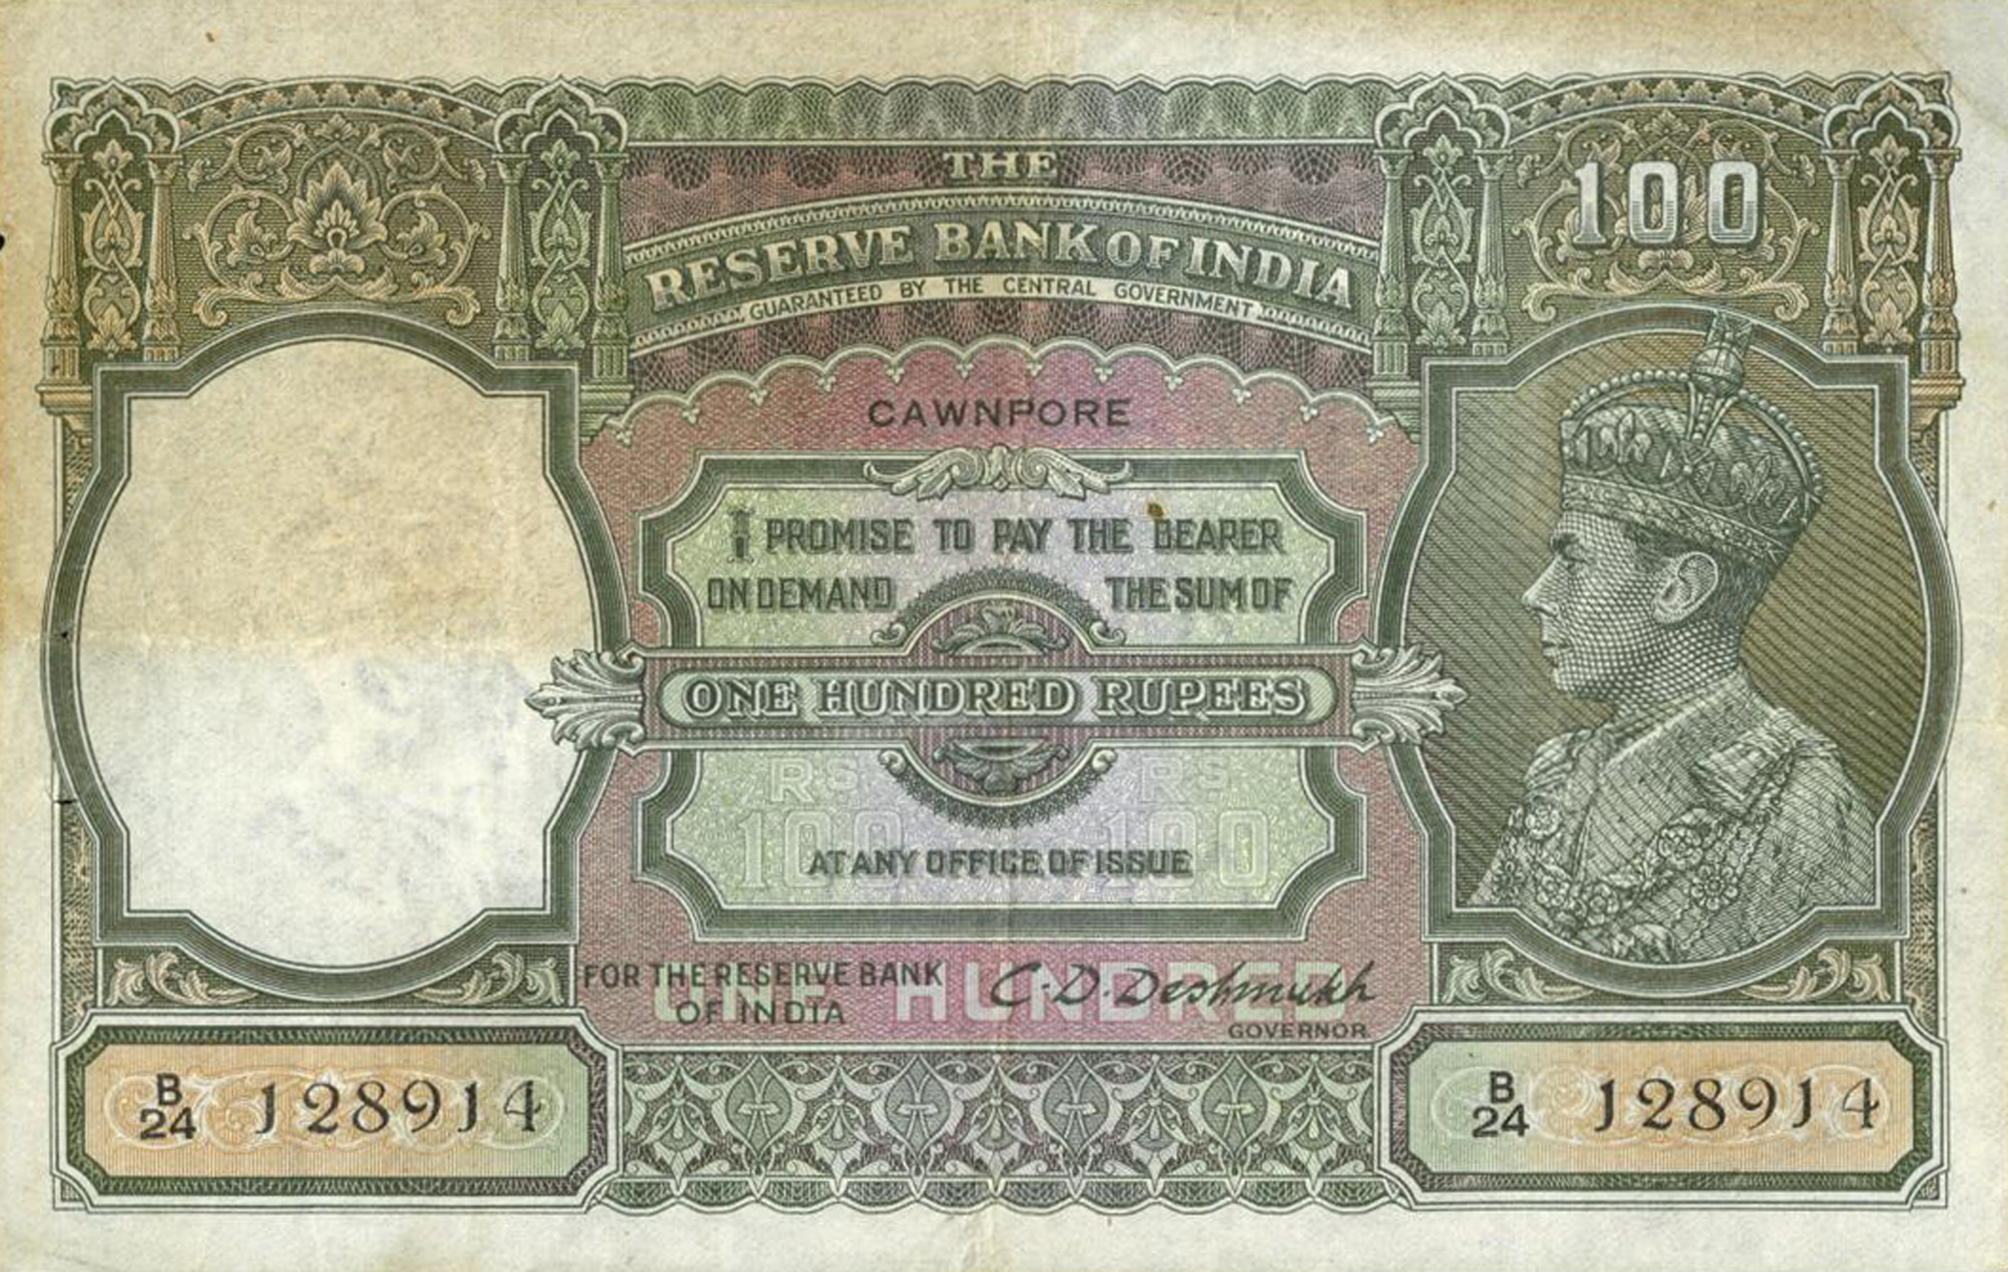 THE
100
RESERVE BANK OF INDIA
GUARANTEED BY THE CENTRAL GOVERNMENT
CAWNPORE
I PROMISE TO PAY THE BEARER
ON DEMAND THE SUM OF
ONE HUNDRED RUPEES
RS RS
100 100
AT ANY OFFICE OF ISSUE
FOR THE RESERVE BANK
OF INDIA
ONE HUNDRED
C.D. Deshmukh
GOVERNOR
B/24 128914
B/24 128914